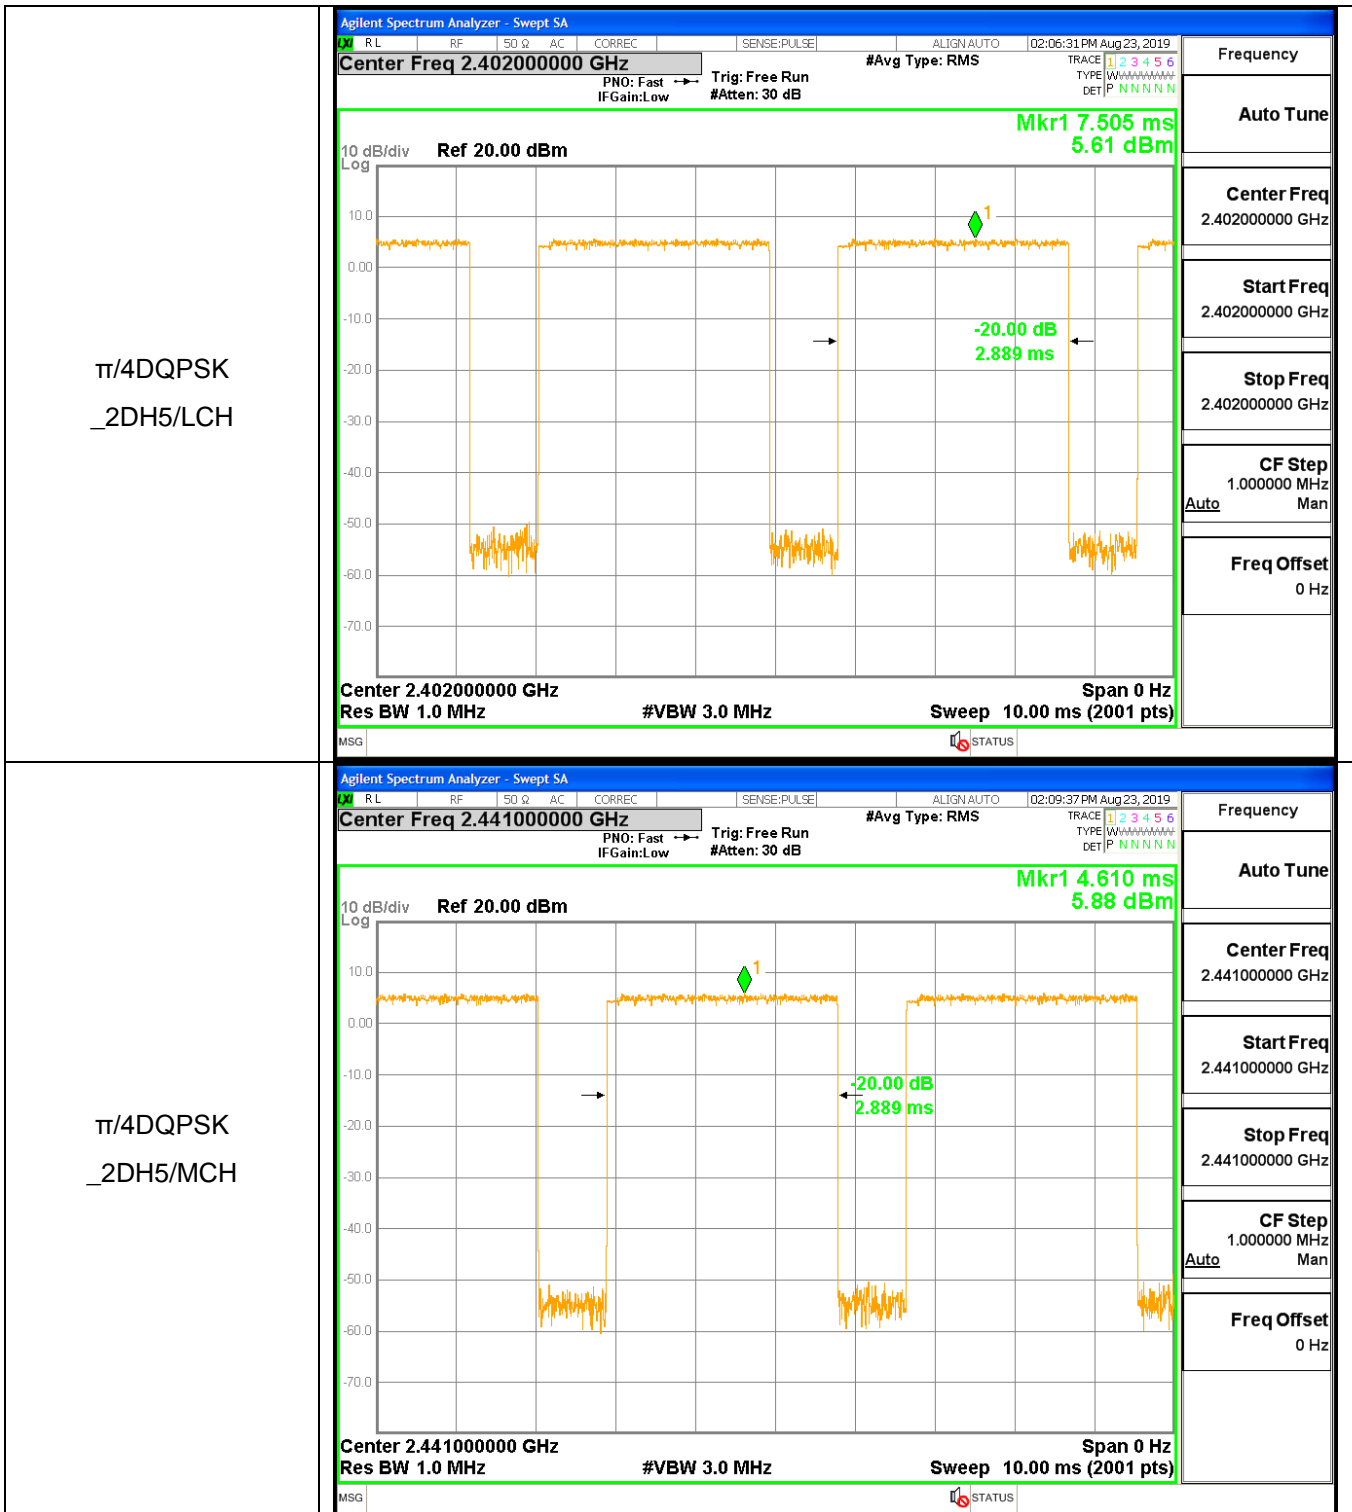 π/4DQPSK
_2DH5/LCH
Agilent Spectrum Analyzer - Swept SA
LXI RL RF 50 Ω AC CORREC SENSE:PULSE ALIGN AUTO 02:06:31 PM Aug 23, 2019
Center Freq 2.402000000 GHz #Avg Type: RMS TRACE 1 2 3 4 5 6
PNO: Fast Trig: Free Run TYPE
IFGain:Low #Atten: 30 dB DET P N N N N N
Mkr1 7.505 ms
10 dB/div Ref 20.00 dBm 5.61 dBm
Log
10.0
1
0.00
-10.0
-20.00 dB
2.889 ms
-20.0
-30.0
-40.0
-50.0
-60.0
-70.0
Center 2.402000000 GHz Span 0 Hz
Res BW 1.0 MHz #VBW 3.0 MHz Sweep 10.00 ms (2001 pts)
MSG STATUS
Frequency
Auto Tune
Center Freq
2.402000000 GHz
Start Freq
2.402000000 GHz
Stop Freq
2.402000000 GHz
CF Step
1.000000 MHz
Auto Man
Freq Offset
0 Hz
π/4DQPSK
_2DH5/MCH
Agilent Spectrum Analyzer - Swept SA
LXI RL RF 50 Ω AC CORREC SENSE:PULSE ALIGN AUTO 02:09:37 PM Aug 23, 2019
Center Freq 2.441000000 GHz #Avg Type: RMS TRACE 1 2 3 4 5 6
PNO: Fast Trig: Free Run TYPE
IFGain:Low #Atten: 30 dB DET P N N N N N
Mkr1 4.610 ms
10 dB/div Ref 20.00 dBm 5.88 dBm
Log
10.0
1
0.00
-10.0
-20.00 dB
2.889 ms
-20.0
-30.0
-40.0
-50.0
-60.0
-70.0
Center 2.441000000 GHz Span 0 Hz
Res BW 1.0 MHz #VBW 3.0 MHz Sweep 10.00 ms (2001 pts)
MSG STATUS
Frequency
Auto Tune
Center Freq
2.441000000 GHz
Start Freq
2.441000000 GHz
Stop Freq
2.441000000 GHz
CF Step
1.000000 MHz
Auto Man
Freq Offset
0 Hz